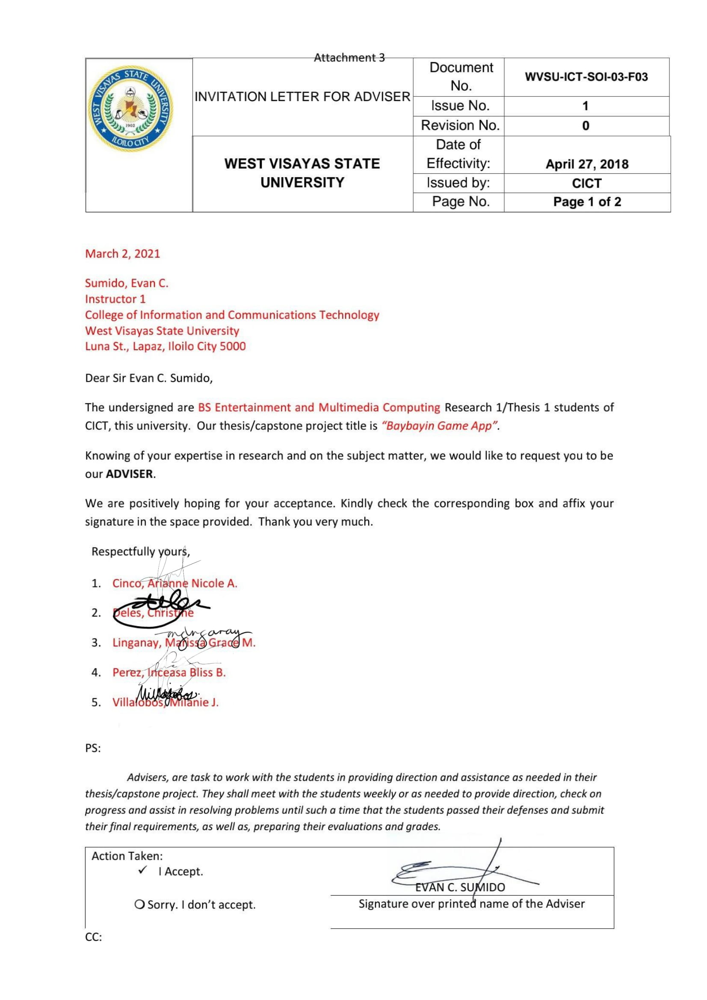 Attachment 3
WEST VISAYAS STATE UNIVERSITY
1902
ILOILO CITY
INVITATION LETTER FOR ADVISER
Document No.
WVSU-ICT-SOI-03-F03
Issue No.
1
Revision No.
0
WEST VISAYAS STATE
UNIVERSITY
Date of
Effectivity:
April 27, 2018
Issued by:
CICT
Page No.
Page 1 of 2
March 2, 2021
Sumido, Evan C.
Instructor 1
College of Information and Communications Technology
West Visayas State University
Luna St., Lapaz, Iloilo City 5000
Dear Sir Evan C. Sumido,
The undersigned are BS Entertainment and Multimedia Computing Research 1/Thesis 1 students of
CICT, this university.  Our thesis/capstone project title is “Baybayin Game App”.
Knowing of your expertise in research and on the subject matter, we would like to request you to be
our ADVISER.
We are positively hoping for your acceptance. Kindly check the corresponding box and affix your
signature in the space provided.  Thank you very much.
Respectfully yours,
1. Cinco, Arianne Nicole A.
2. Deles, Christine
3. Linganay, Marissa Grace M.
4. Perez, Inceasa Bliss B.
5. Villalobos, Milanie J.
PS:
Advisers, are task to work with the students in providing direction and assistance as needed in their
thesis/capstone project. They shall meet with the students weekly or as needed to provide direction, check on
progress and assist in resolving problems until such a time that the students passed their defenses and submit
their final requirements, as well as, preparing their evaluations and grades.
Action Taken:
✓ I Accept.
EVAN C. SUMIDO
Sorry. I don’t accept.
Signature over printed name of the Adviser
CC: